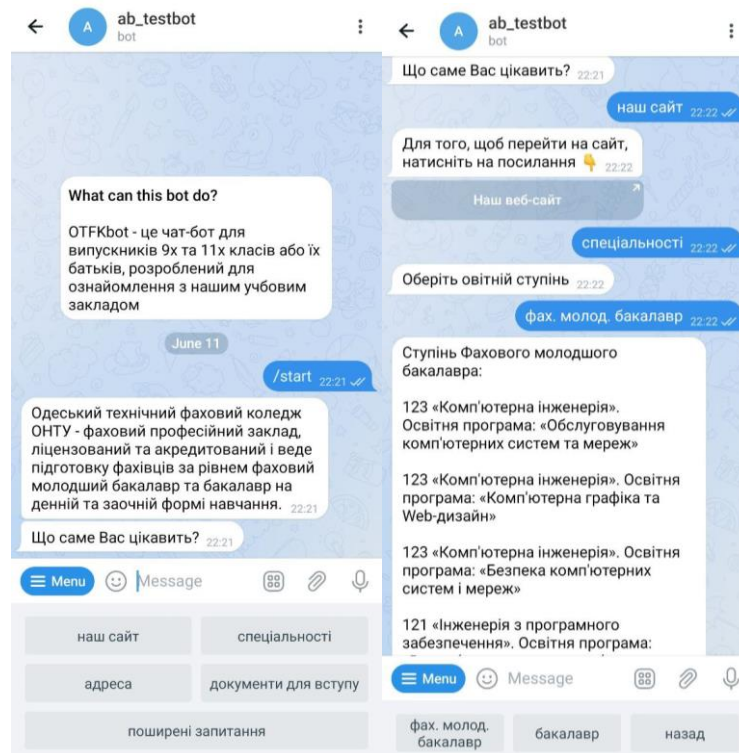 ab_testbot
A
bot
What can this bot do?
OTFKbot - це чат-бот для
випускників 9х та 11х класів або їх
батьків, розроблений для
ознайомлення з нашим учбовим
закладом
June 11
/start 22:21
Одеський технічний фаховий коледж
ОНТУ - фаховий професійний заклад,
ліцензований та акредитований і веде
підготовку фахівців за рівнем фаховий
молодший бакалавр та бакалавр на
денній та заочній формі навчання. 22:21
Що саме Вас цікавить? 22:21
Menu Message
наш сайт спеціальності
адреса документи для вступу
поширені запитання
ab_testbot
A
bot
Що саме Вас цікавить? 22:21
наш сайт 22:22
Для того, щоб перейти на сайт,
натисніть на посилання 👇 22:22
Наш веб-сайт
спеціальності 22:22
Оберіть овітній ступінь 22:22
фах. молод. бакалавр 22:22
Ступінь Фахового молодшого
бакалавра:
123 «Комп'ютерна інженерія».
Освітня програма: «Обслуговування
комп'ютерних систем та мереж»
123 «Комп'ютерна інженерія». Освітня
програма: «Комп'ютерна графіка та
Web-дизайн»
123 «Комп'ютерна інженерія». Освітня
програма: «Безпека комп'ютерних
систем і мереж»
121 «Інженерія з програмного
забезпечення». Освітня програма:
Menu Message
фах. молод.
бакалавр
бакалавр
назад